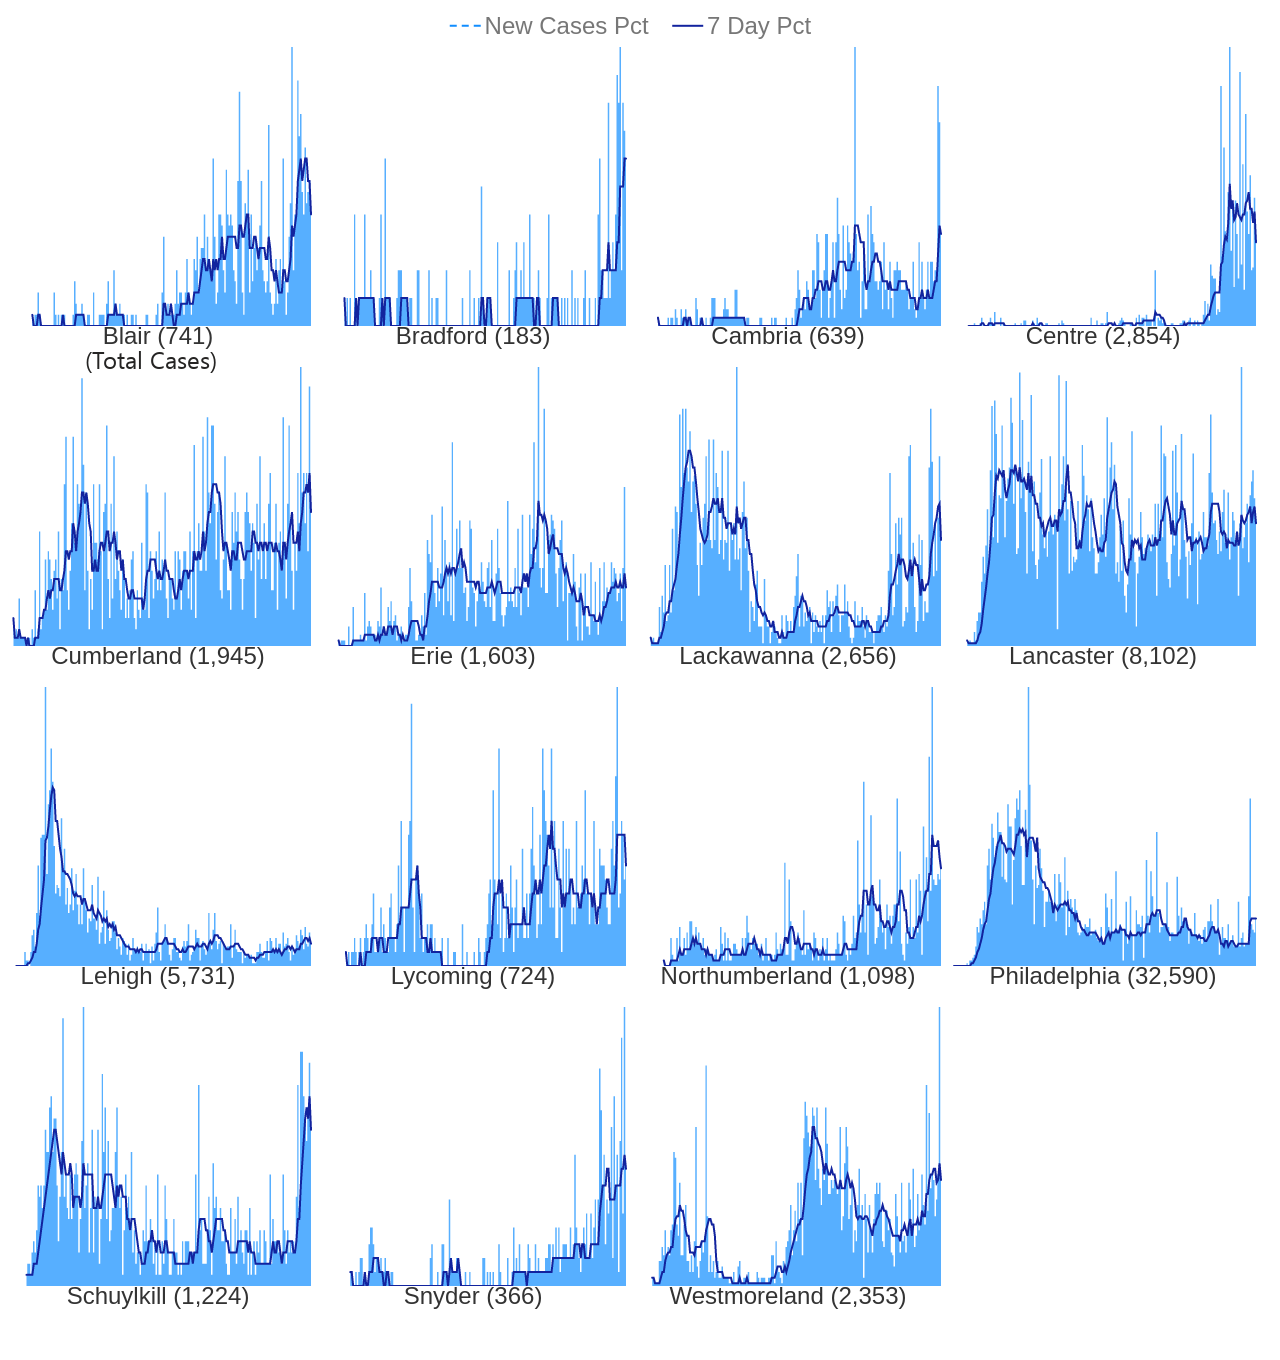 New Cases Pct 7 Day Pct
Blair (741) Bradford (183) Cambria (639) Centre (2,854)
(Total Cases)
Cumberland (1,945) Erie (1,603) Lackawanna (2,656) Lancaster (8,102)
Lehigh (5,731) Lycoming (724) Northumberland (1,098) Philadelphia (32,590)
Schuylkill (1,224) Snyder (366) Westmoreland (2,353)